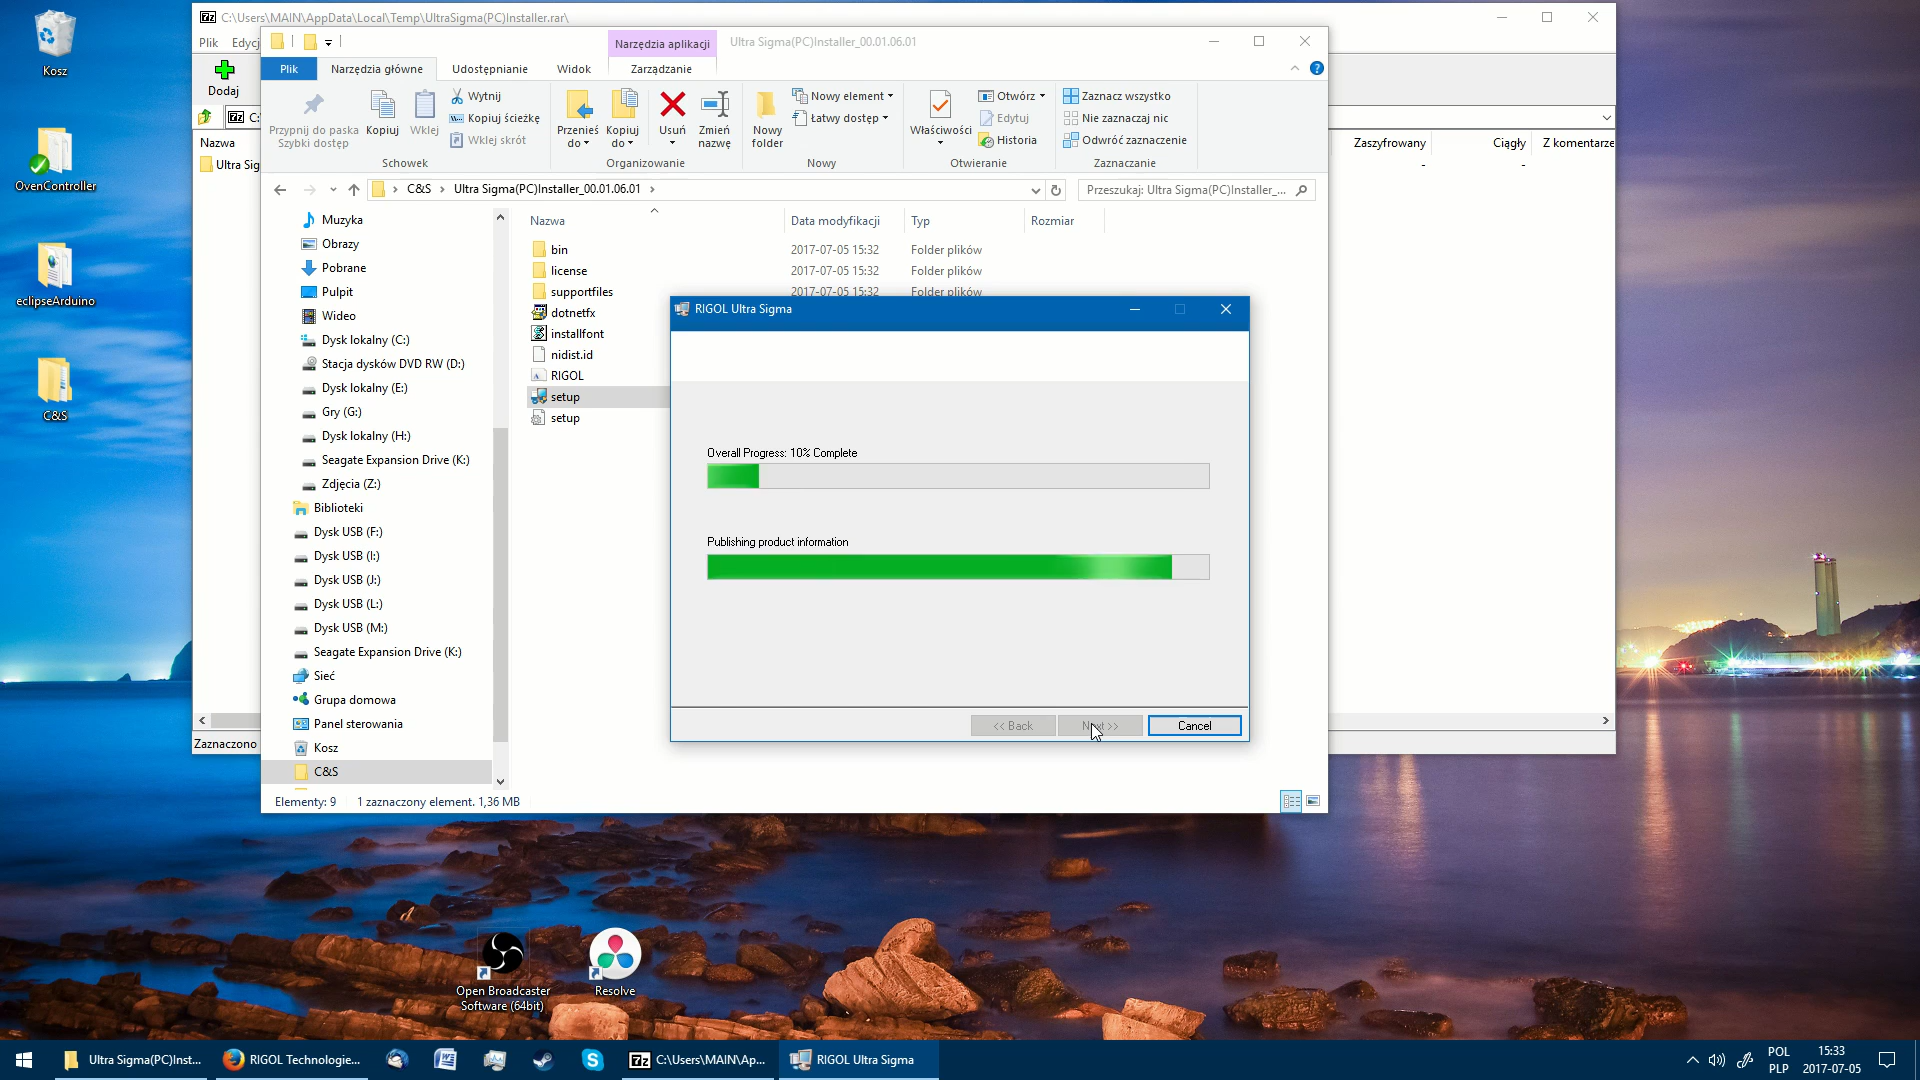 Kosz
OvenController
eclipseArduino
C&S
C:\Users\MAIN\AppData\Local\Temp\UltraSigma(PC)Installer.rar\
Plik
Edycj
Dodaj
C:
Nazwa
Ultra Sig
Zaszyfrowany
Ciągły
Z komentarze
-
-
Zaznaczono
Narzędzia aplikacji
Ultra Sigma(PC)Installer_00.01.06.01
Plik
Narzędzia główne
Udostępnianie
Widok
Zarządzanie
Przypnij do paska
Szybki dostęp
Kopiuj
Wklej
Wytnij
Kopiuj ścieżkę
Wklej skrót
Schowek
Przenieś
do
Kopiuj
do
Usuń
Zmień
nazwę
Organizowanie
Nowy
folder
Nowy element
Łatwy dostęp
Nowy
Właściwości
Otwórz
Edytuj
Historia
Otwieranie
Zaznacz wszystko
Nie zaznaczaj nic
Odwróć zaznaczenie
Zaznaczanie
C&S
Ultra Sigma(PC)Installer_00.01.06.01
Przeszukaj: Ultra Sigma(PC)Installer_...
Muzyka
Obrazy
Pobrane
Pulpit
Wideo
Dysk lokalny (C:)
Stacja dysków DVD RW (D:)
Dysk lokalny (E:)
Gry (G:)
Dysk lokalny (H:)
Seagate Expansion Drive (K:)
Zdjęcia (Z:)
Biblioteki
Dysk USB (F:)
Dysk USB (I:)
Dysk USB (J:)
Dysk USB (L:)
Dysk USB (M:)
Seagate Expansion Drive (K:)
Sieć
Grupa domowa
Panel sterowania
Kosz
C&S
Nazwa
Data modyfikacji
Typ
Rozmiar
bin 2017-07-05 15:32 Folder plików
license 2017-07-05 15:32 Folder plików
supportfiles 2017-07-05 15:32 Folder plików
dotnetfx
installfont
nidist.id
RIGOL
setup
setup
Elementy: 9
1 zaznaczony element. 1,36 MB
RIGOL Ultra Sigma
Overall Progress: 10% Complete
Publishing product information
<< Back
Next >>
Cancel
Open Broadcaster
Software (64bit)
Resolve
Ultra Sigma(PC)Inst...
RIGOL Technologie...
C:\Users\MAIN\Ap...
RIGOL Ultra Sigma
POL
PLP
15:33
2017-07-05